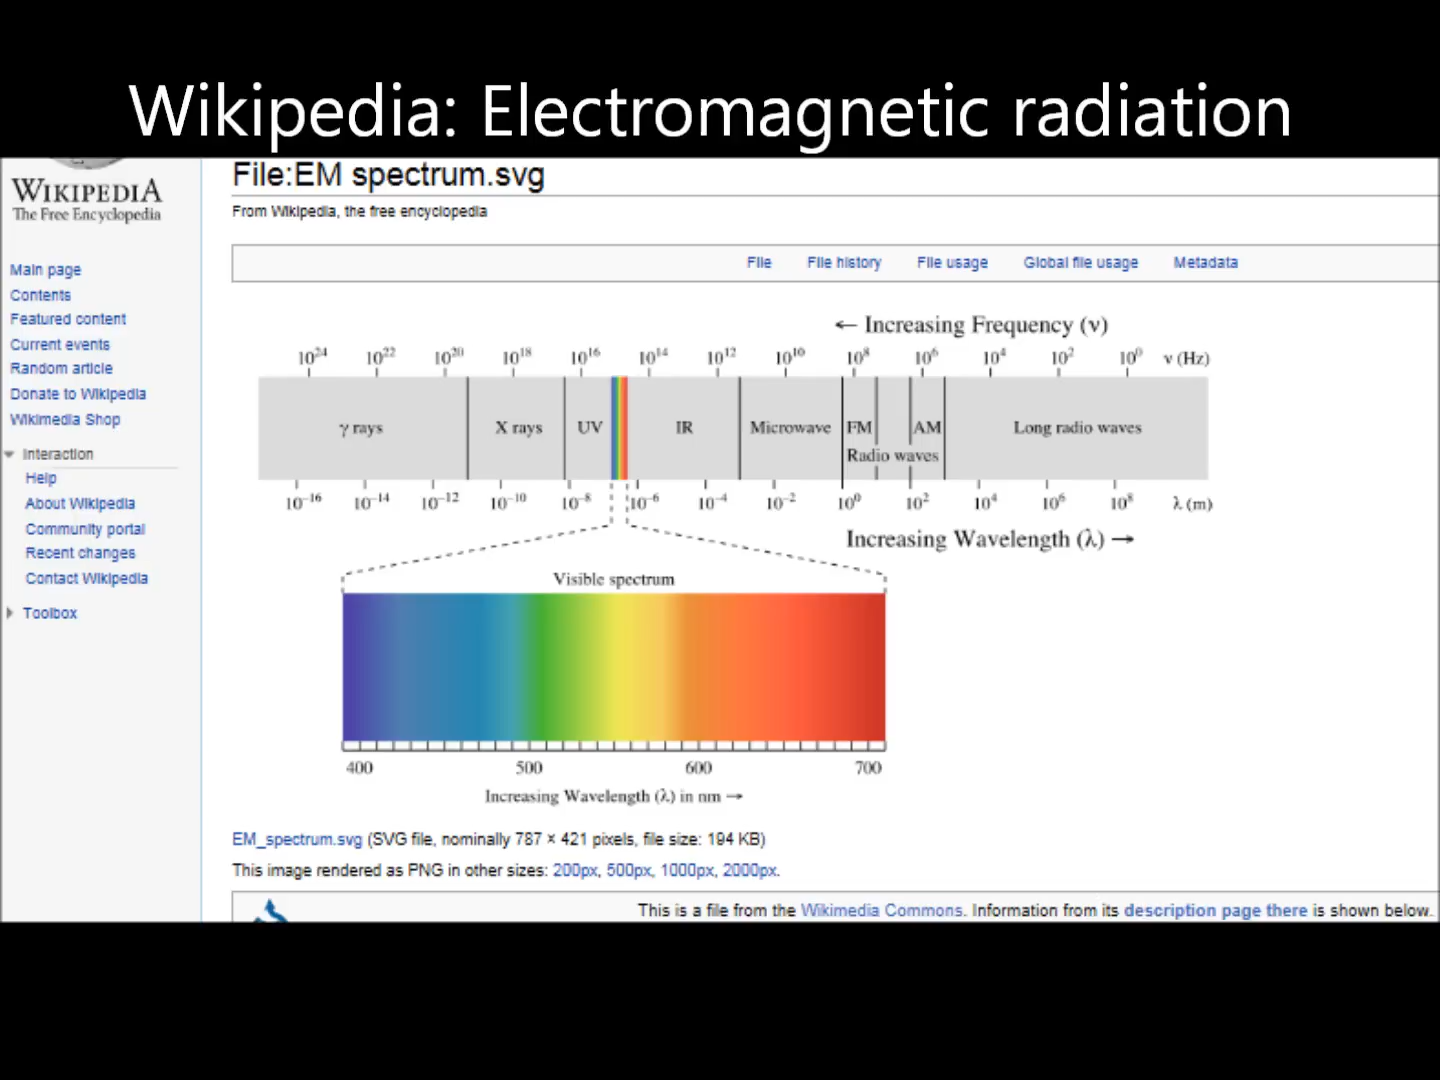 Wikipedia: Electromagnetic radiation
WIKIPEDIA
The Free Encyclopedia
Main page
Contents
Featured content
Current events
Random article
Donate to Wikipedia
Wikimedia Shop
Interaction
Help
About Wikipedia
Community portal
Recent changes
Contact Wikipedia
Toolbox
File:EM spectrum.svg
From Wikipedia, the free encyclopedia
File File history File usage Global file usage Metadata
← Increasing Frequency (ν)
10²⁴ 10²² 10²⁰ 10¹⁸ 10¹⁶ 10¹⁴ 10¹² 10¹⁰ 10⁸ 10⁶ 10⁴ 10² 10⁰ ν (Hz)
γ rays X rays UV IR Microwave FM AM Long radio waves
Radio waves
10⁻¹⁶ 10⁻¹⁴ 10⁻¹² 10⁻¹⁰ 10⁻⁸ 10⁻⁶ 10⁻⁴ 10⁻² 10⁰ 10² 10⁴ 10⁶ 10⁸ λ (m)
Increasing Wavelength (λ) →
Visible spectrum
400 500 600 700
Increasing Wavelength (λ) in nm →
EM_spectrum.svg (SVG file, nominally 787 × 421 pixels, file size: 194 KB)
This image rendered as PNG in other sizes: 200px, 500px, 1000px, 2000px.
This is a file from the Wikimedia Commons. Information from its description page there is shown below.